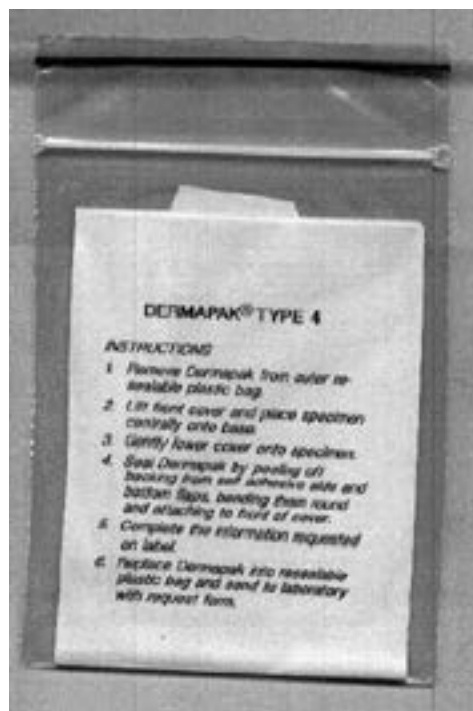 DERMAPAK® TYPE 4
INSTRUCTIONS
1. Remove Dermapak from outer re-
sealable plastic bag.
2. Lift front cover and place specimen
centrally onto base.
3. Gently lower cover onto specimen.
4. Seal Dermapak by peeling off
backing from self adhesive side and
bottom flaps, bending them round
and attaching to front of cover.
5. Complete the information requested
on label.
6. Replace Dermapak into resealable
plastic bag and send to laboratory
with request form.